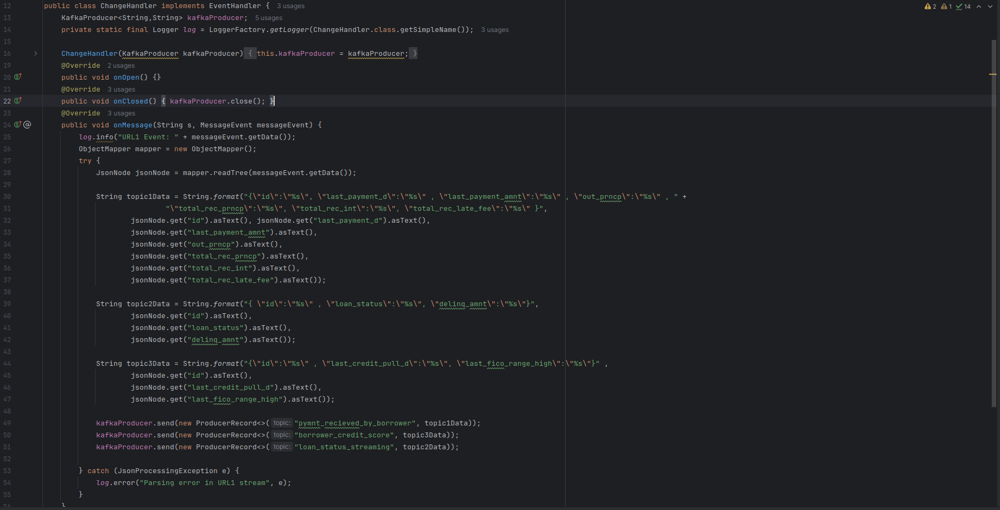 12 public class ChangeHandler implements EventHandler { 3 usages
⚠ 2 ⚠ 1 ✓ 14
13 KafkaProducer<String,String> kafkaProducer; 5 usages
14 private static final Logger log = LoggerFactory.getLogger(ChangeHandler.class.getSimpleName()); 3 usages
15
16 ChangeHandler(KafkaProducer kafkaProducer) { this.kafkaProducer = kafkaProducer; }
19 @Override 2 usages
20 public void onOpen() {}
21 @Override 3 usages
22 public void onClosed() { kafkaProducer.close(); }
23 @Override 3 usages
24 public void onMessage(String s, MessageEvent messageEvent) {
25 log.info("URL1 Event: " + messageEvent.getData());
26 ObjectMapper mapper = new ObjectMapper();
27 try {
28 JsonNode jsonNode = mapper.readTree(messageEvent.getData());
29
30 String topic1Data = String.format("{\"id\":\"%s\", \"last_payment_d\":\"%s\" , \"last_payment_amnt\":\"%s\" , \"out_prncp\":\"%s\" , " +
31 "\"total_rec_prncp\":\"%s\", \"total_rec_int\":\"%s\", \"total_rec_late_fee\":\"%s\" }",
32 jsonNode.get("id").asText(), jsonNode.get("last_payment_d").asText(),
33 jsonNode.get("last_payment_amnt").asText(),
34 jsonNode.get("out_prncp").asText(),
35 jsonNode.get("total_rec_prncp").asText(),
36 jsonNode.get("total_rec_int").asText(),
37 jsonNode.get("total_rec_late_fee").asText());
38
39 String topic2Data = String.format("{ \"id\":\"%s\" , \"loan_status\":\"%s\", \"delinq_amnt\":\"%s\"}",
40 jsonNode.get("id").asText(),
41 jsonNode.get("loan_status").asText(),
42 jsonNode.get("delinq_amnt").asText());
43
44 String topic3Data = String.format("{\"id\":\"%s\" , \"last_credit_pull_d\":\"%s\", \"last_fico_range_high\":\"%s\"}" ,
45 jsonNode.get("id").asText(),
46 jsonNode.get("last_credit_pull_d").asText(),
47 jsonNode.get("last_fico_range_high").asText());
48
49 kafkaProducer.send(new ProducerRecord<>( topic: "pymnt_recieved_by_borrower", topic1Data));
50 kafkaProducer.send(new ProducerRecord<>( topic: "borrower_credit_score", topic3Data));
51 kafkaProducer.send(new ProducerRecord<>( topic: "loan_status_streaming", topic2Data));
52
53 } catch (JsonProcessingException e) {
54 log.error("Parsing error in URL1 stream", e);
55 }
56 }